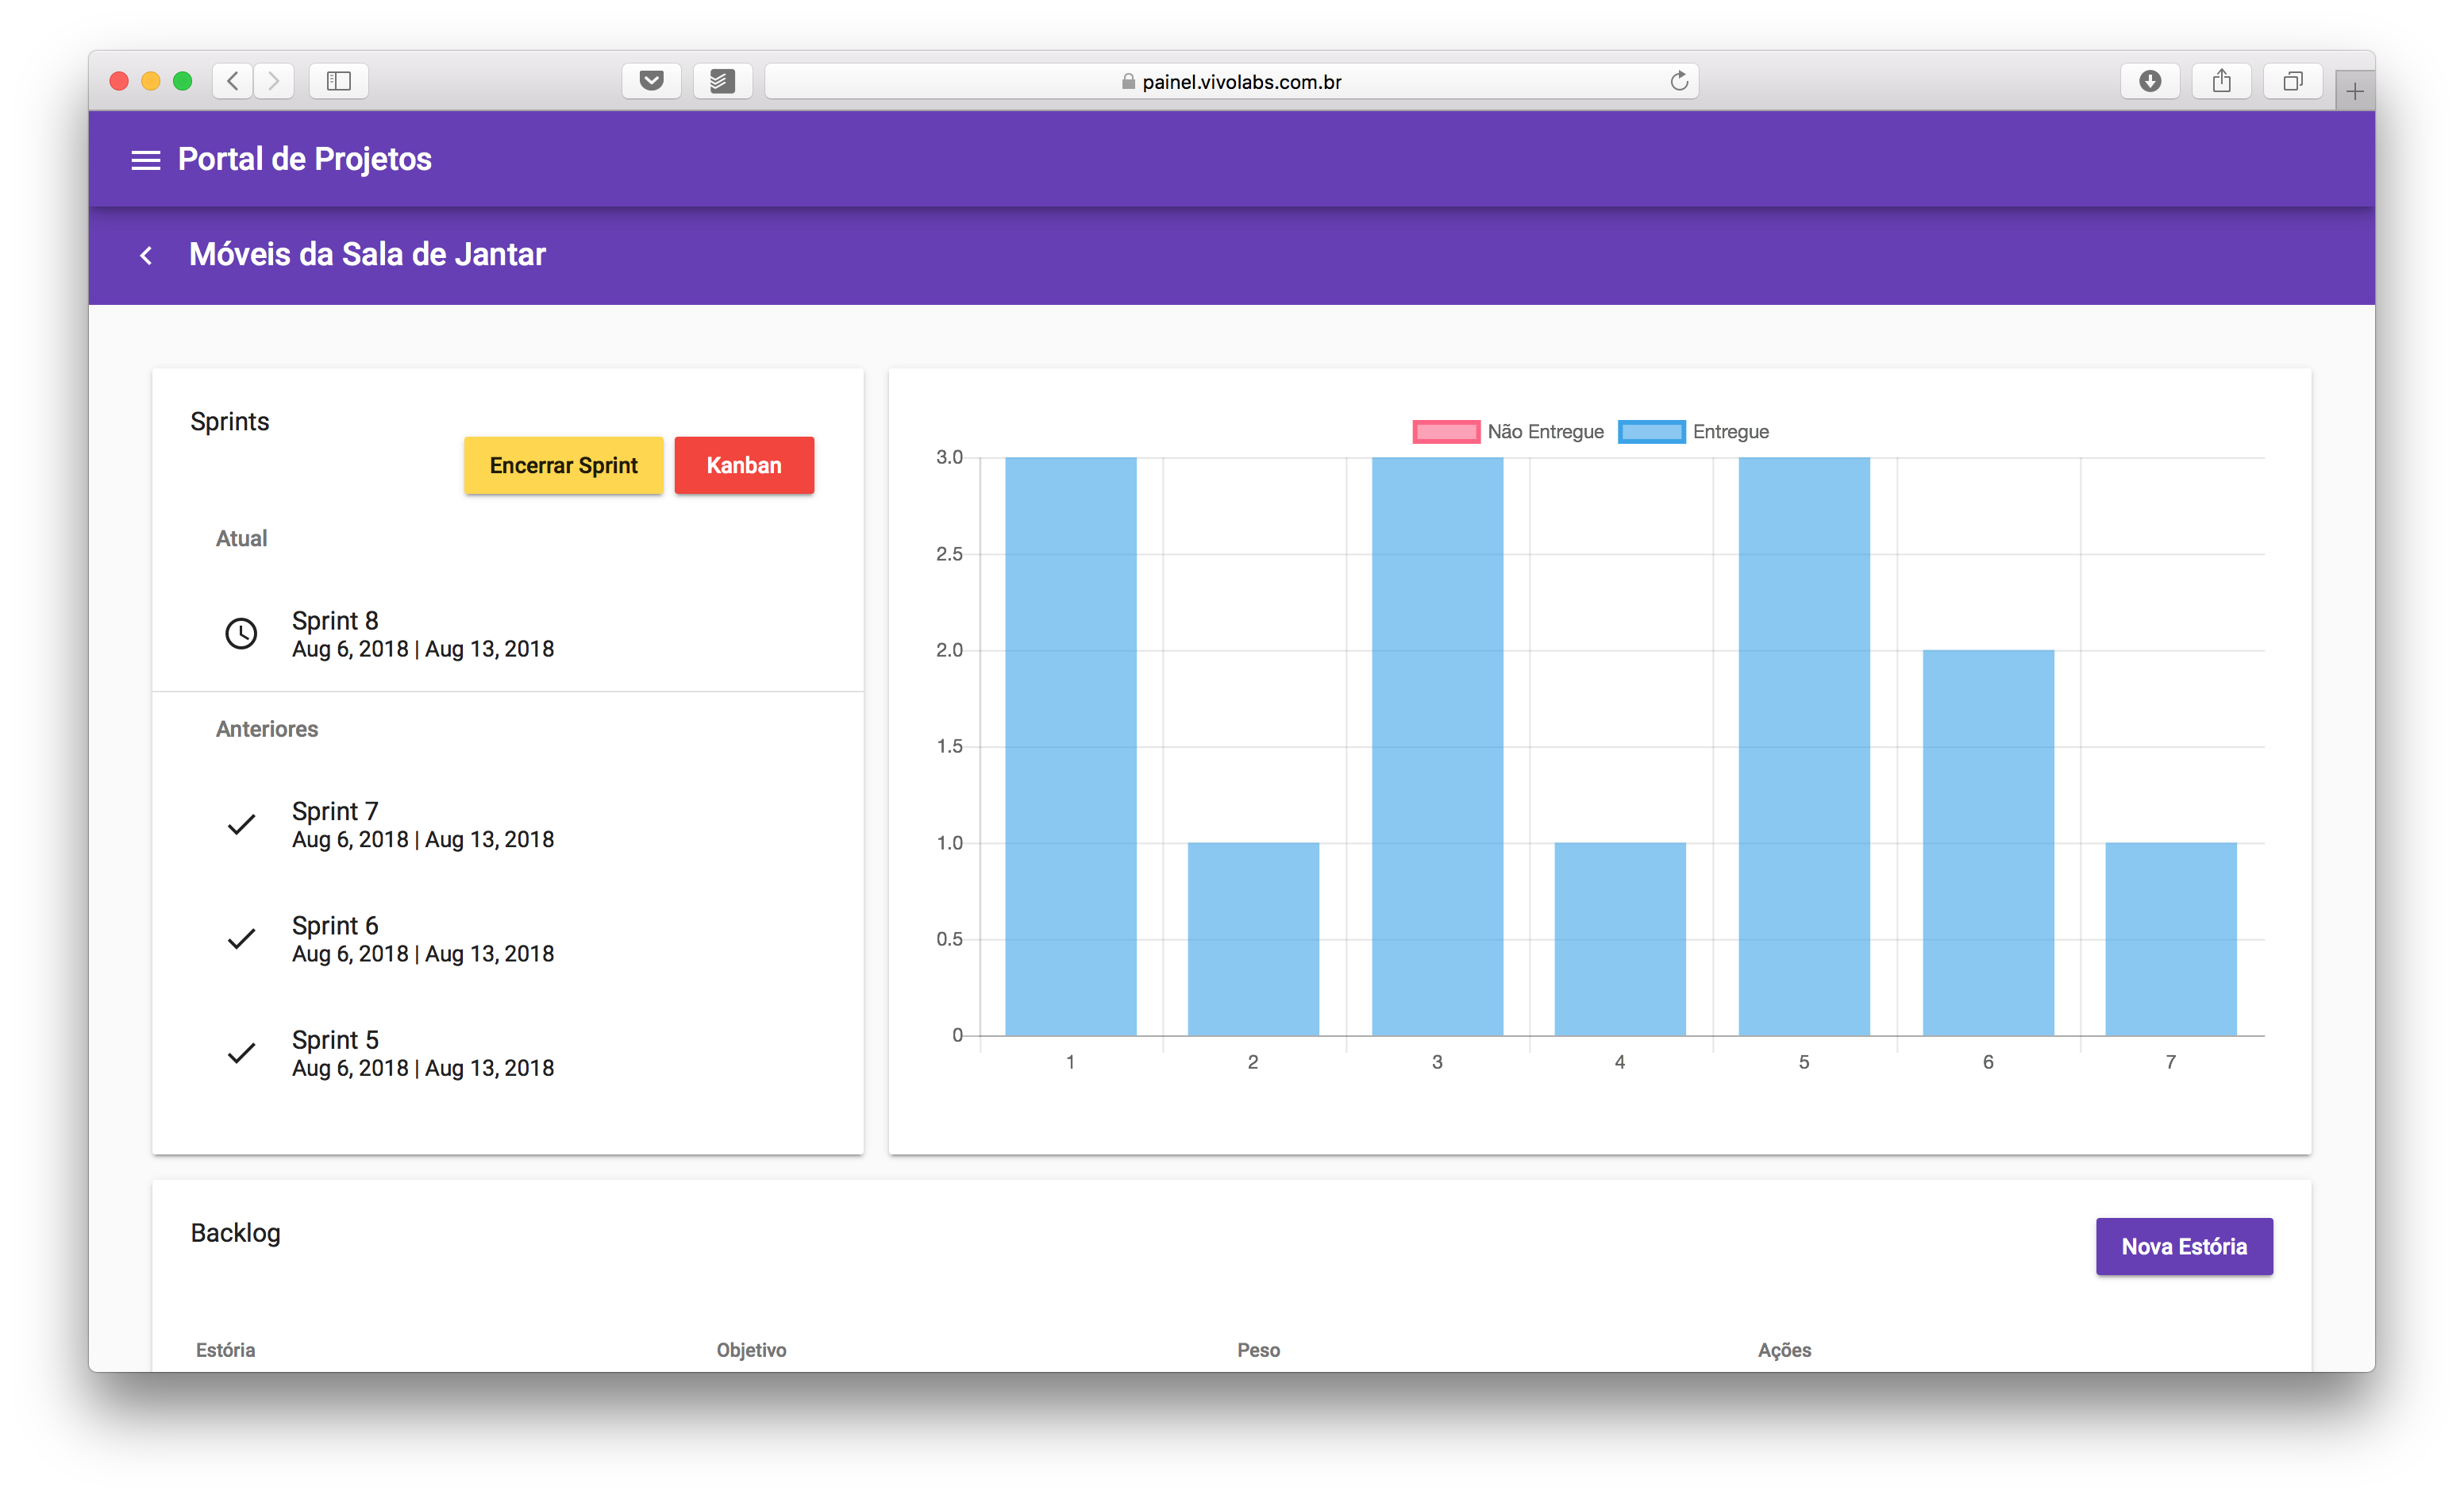 painel.vivolabs.com.br
Portal de Projetos
Móveis da Sala de Jantar
Sprints
Encerrar Sprint
Kanban
Atual
Sprint 8
Aug 6, 2018 | Aug 13, 2018
Anteriores
Sprint 7
Aug 6, 2018 | Aug 13, 2018
Sprint 6
Aug 6, 2018 | Aug 13, 2018
Sprint 5
Aug 6, 2018 | Aug 13, 2018
Não Entregue Entregue
3.0
2.5
2.0
1.5
1.0
0.5
0
1 2 3 4 5 6 7
Backlog
Nova Estória
Estória Objetivo Peso Ações